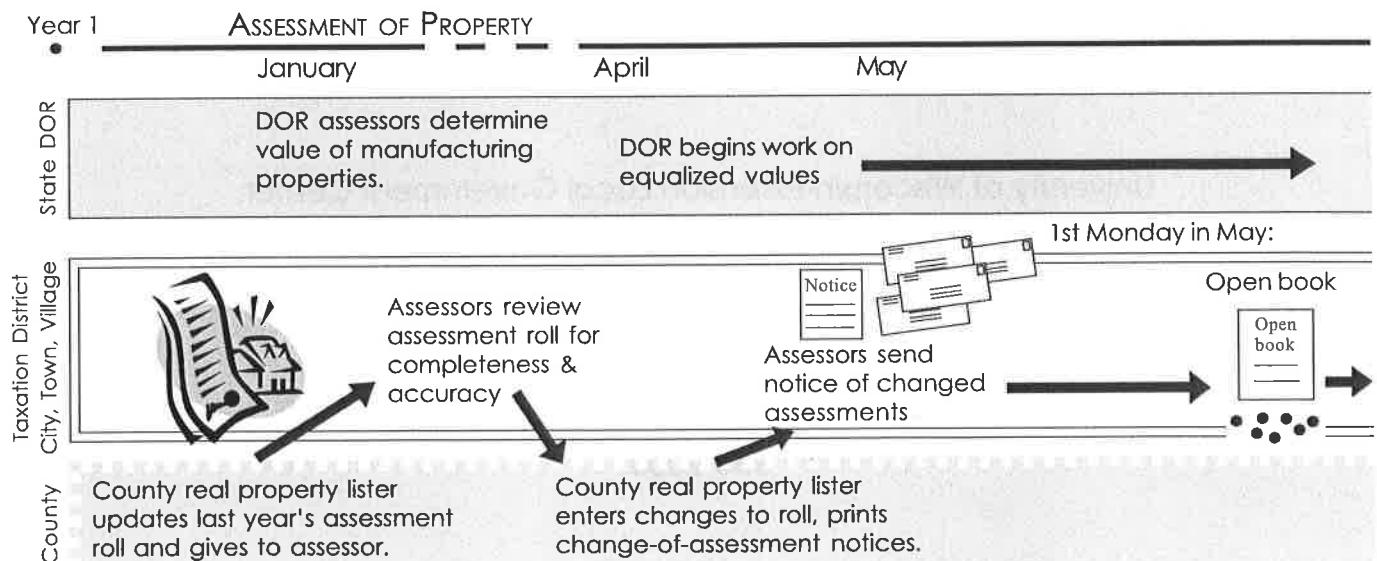 Year 1
ASSESSMENT OF PROPERTY
January
April
May
State DOR
DOR assessors determine
value of manufacturing
properties.
DOR begins work on
equalized values
Taxation District
City, Town, Village
Assessors review
assessment roll for
completeness &
accuracy
Notice
Assessors send
notice of changed
assessments
1st Monday in May:
Open book
Open
book
County
County real property lister
updates last year's assessment
roll and gives to assessor.
County real property lister
enters changes to roll, prints
change-of-assessment notices.